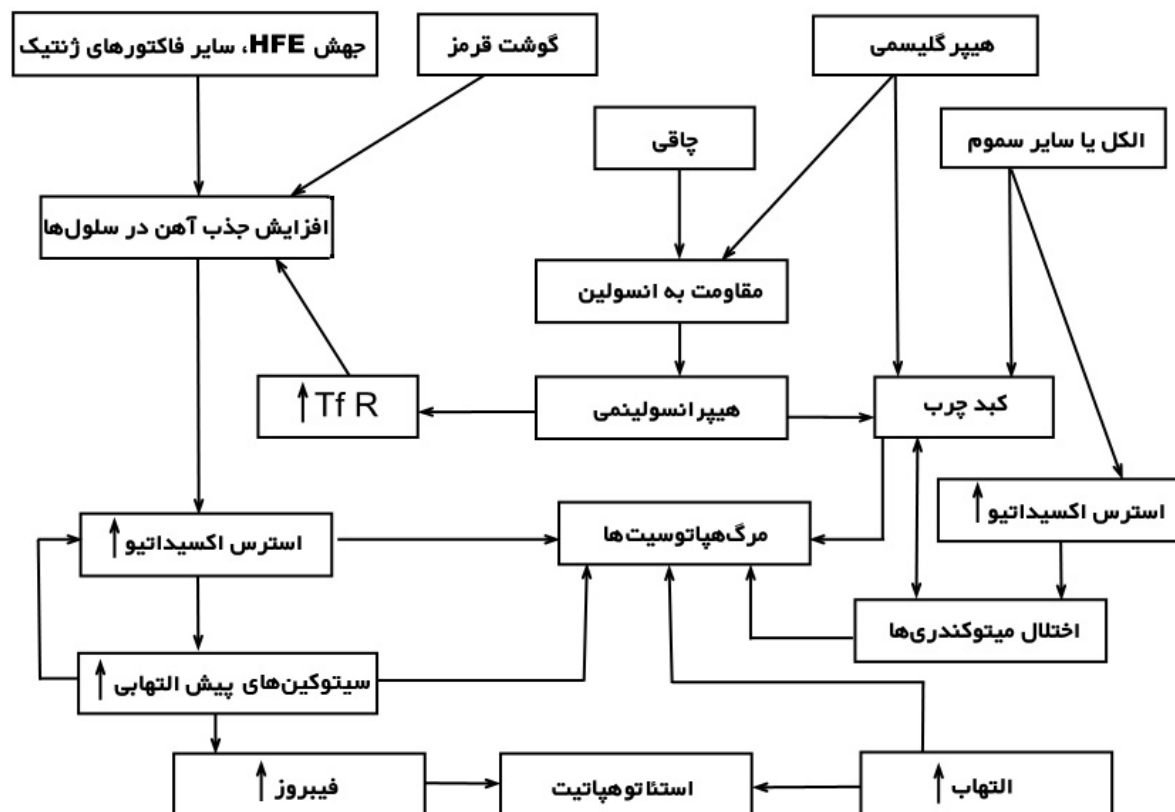 جهش HFE، سایر فاکتورهای ژنتیک
گوشت قرمز
هیپر گلیسمی
چاقی
الکل یا سایر سموم
افزایش جذب آهن در سلول‌ها
مقاومت به انسولین
↑ Tf R
هیپرانسولینمی
کبد چرب
استرس اکسیداتیو ↑
مرگ هپاتوسیت‌ها
استرس اکسیداتیو ↑
اختلال میتوکندری‌ها
سیتوکین‌های پیش التهابی ↑
فیبروز ↑
استئاتوهپاتیت
التهاب ↑